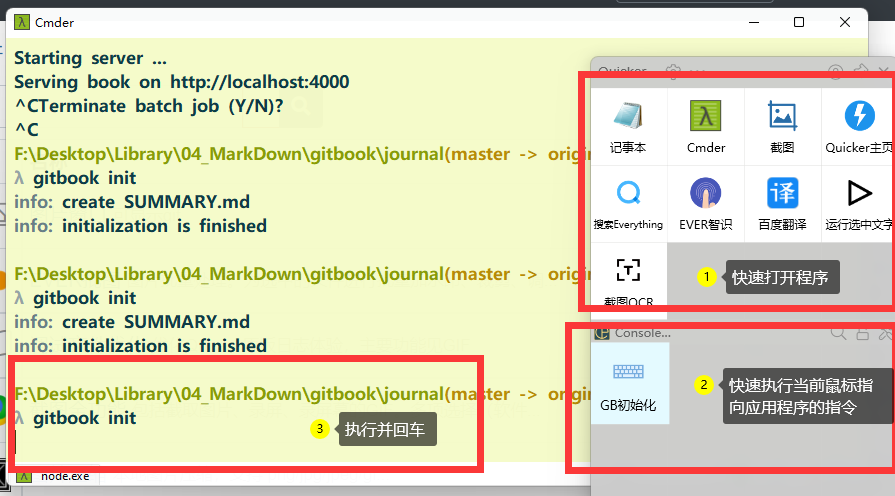 Cmder
Starting server ...
Serving book on http://localhost:4000
^CTerminate batch job (Y/N)?
^C
F:\Desktop\Library\04_MarkDown\gitbook\journal(master -> origin
λ gitbook init
info: create SUMMARY.md
info: initialization is finished
F:\Desktop\Library\04_MarkDown\gitbook\journal(master -> origin
λ gitbook init
info: create SUMMARY.md
info: initialization is finished
F:\Desktop\Library\04_MarkDown\gitbook\journal(master -> origin
λ gitbook init
3 执行并回车
node.exe
Quicker
记事本
Cmder
截图
Quicker主页
搜索Everything
EVER智识
译
百度翻译
运行选中文字
T
截图OCR
1 快速打开程序
Console...
GB初始化
2 快速执行当前鼠标指
向应用程序的指令